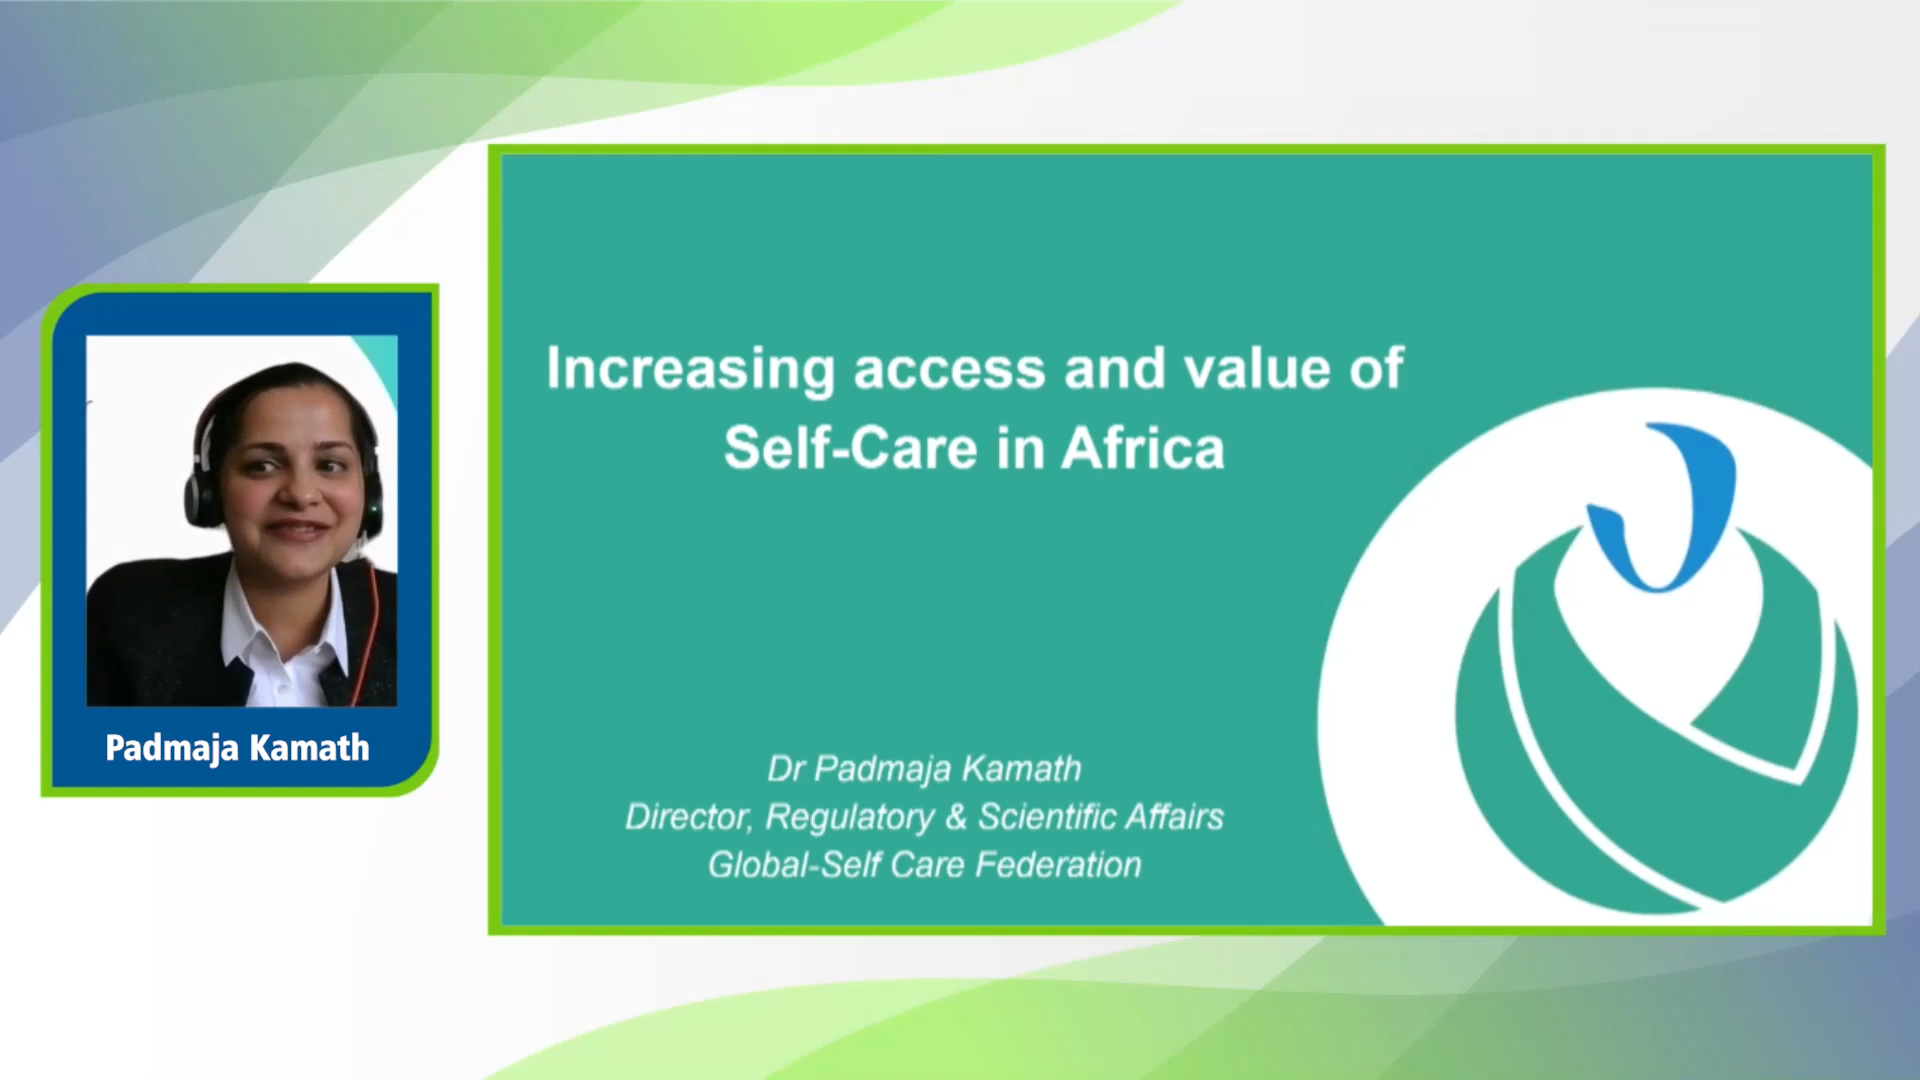 Increasing access and value of
Self-Care in Africa
Padmaja Kamath
Dr Padmaja Kamath
Director, Regulatory & Scientific Affairs
Global-Self Care Federation